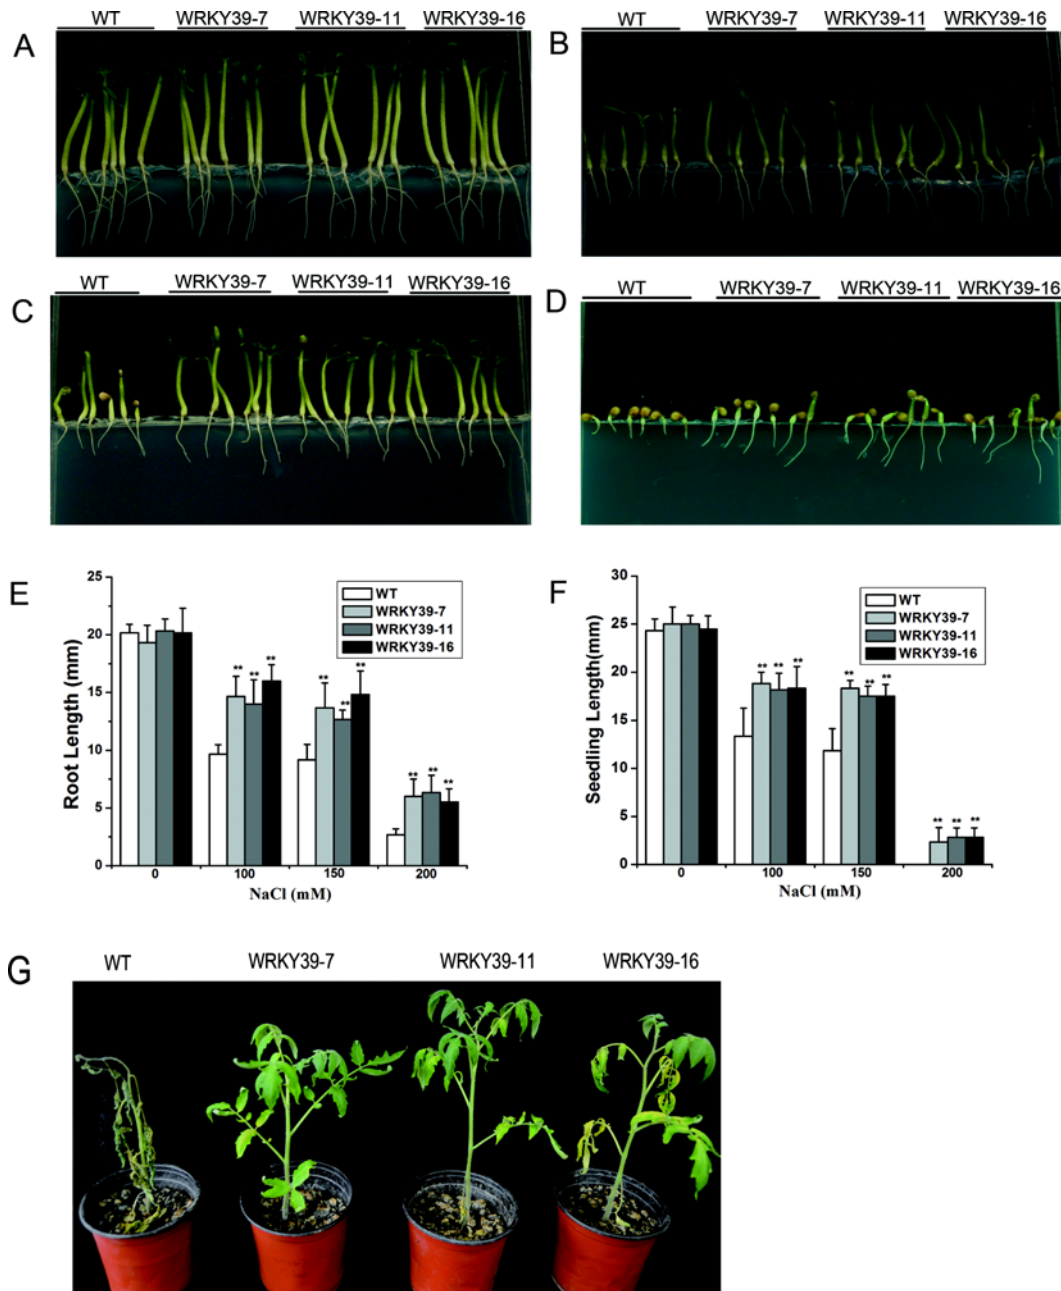 WT WRKY39-7 WRKY39-11 WRKY39-16
A
WT WRKY39-7 WRKY39-11 WRKY39-16
B
WT WRKY39-7 WRKY39-11 WRKY39-16
C
WT WRKY39-7 WRKY39-11 WRKY39-16
D
E
25
20
15
10
5
0
Root Length (mm)
WT
WRKY39-7
WRKY39-11
WRKY39-16
** ** **
** ** **
** ** **
0 100 150 200
NaCl (mM)
F
30
25
20
15
10
5
0
Seedling Length(mm)
WT
WRKY39-7
WRKY39-11
WRKY39-16
** ** **
** ** **
** ** **
0 100 150 200
NaCl (mM)
G
WT WRKY39-7 WRKY39-11 WRKY39-16